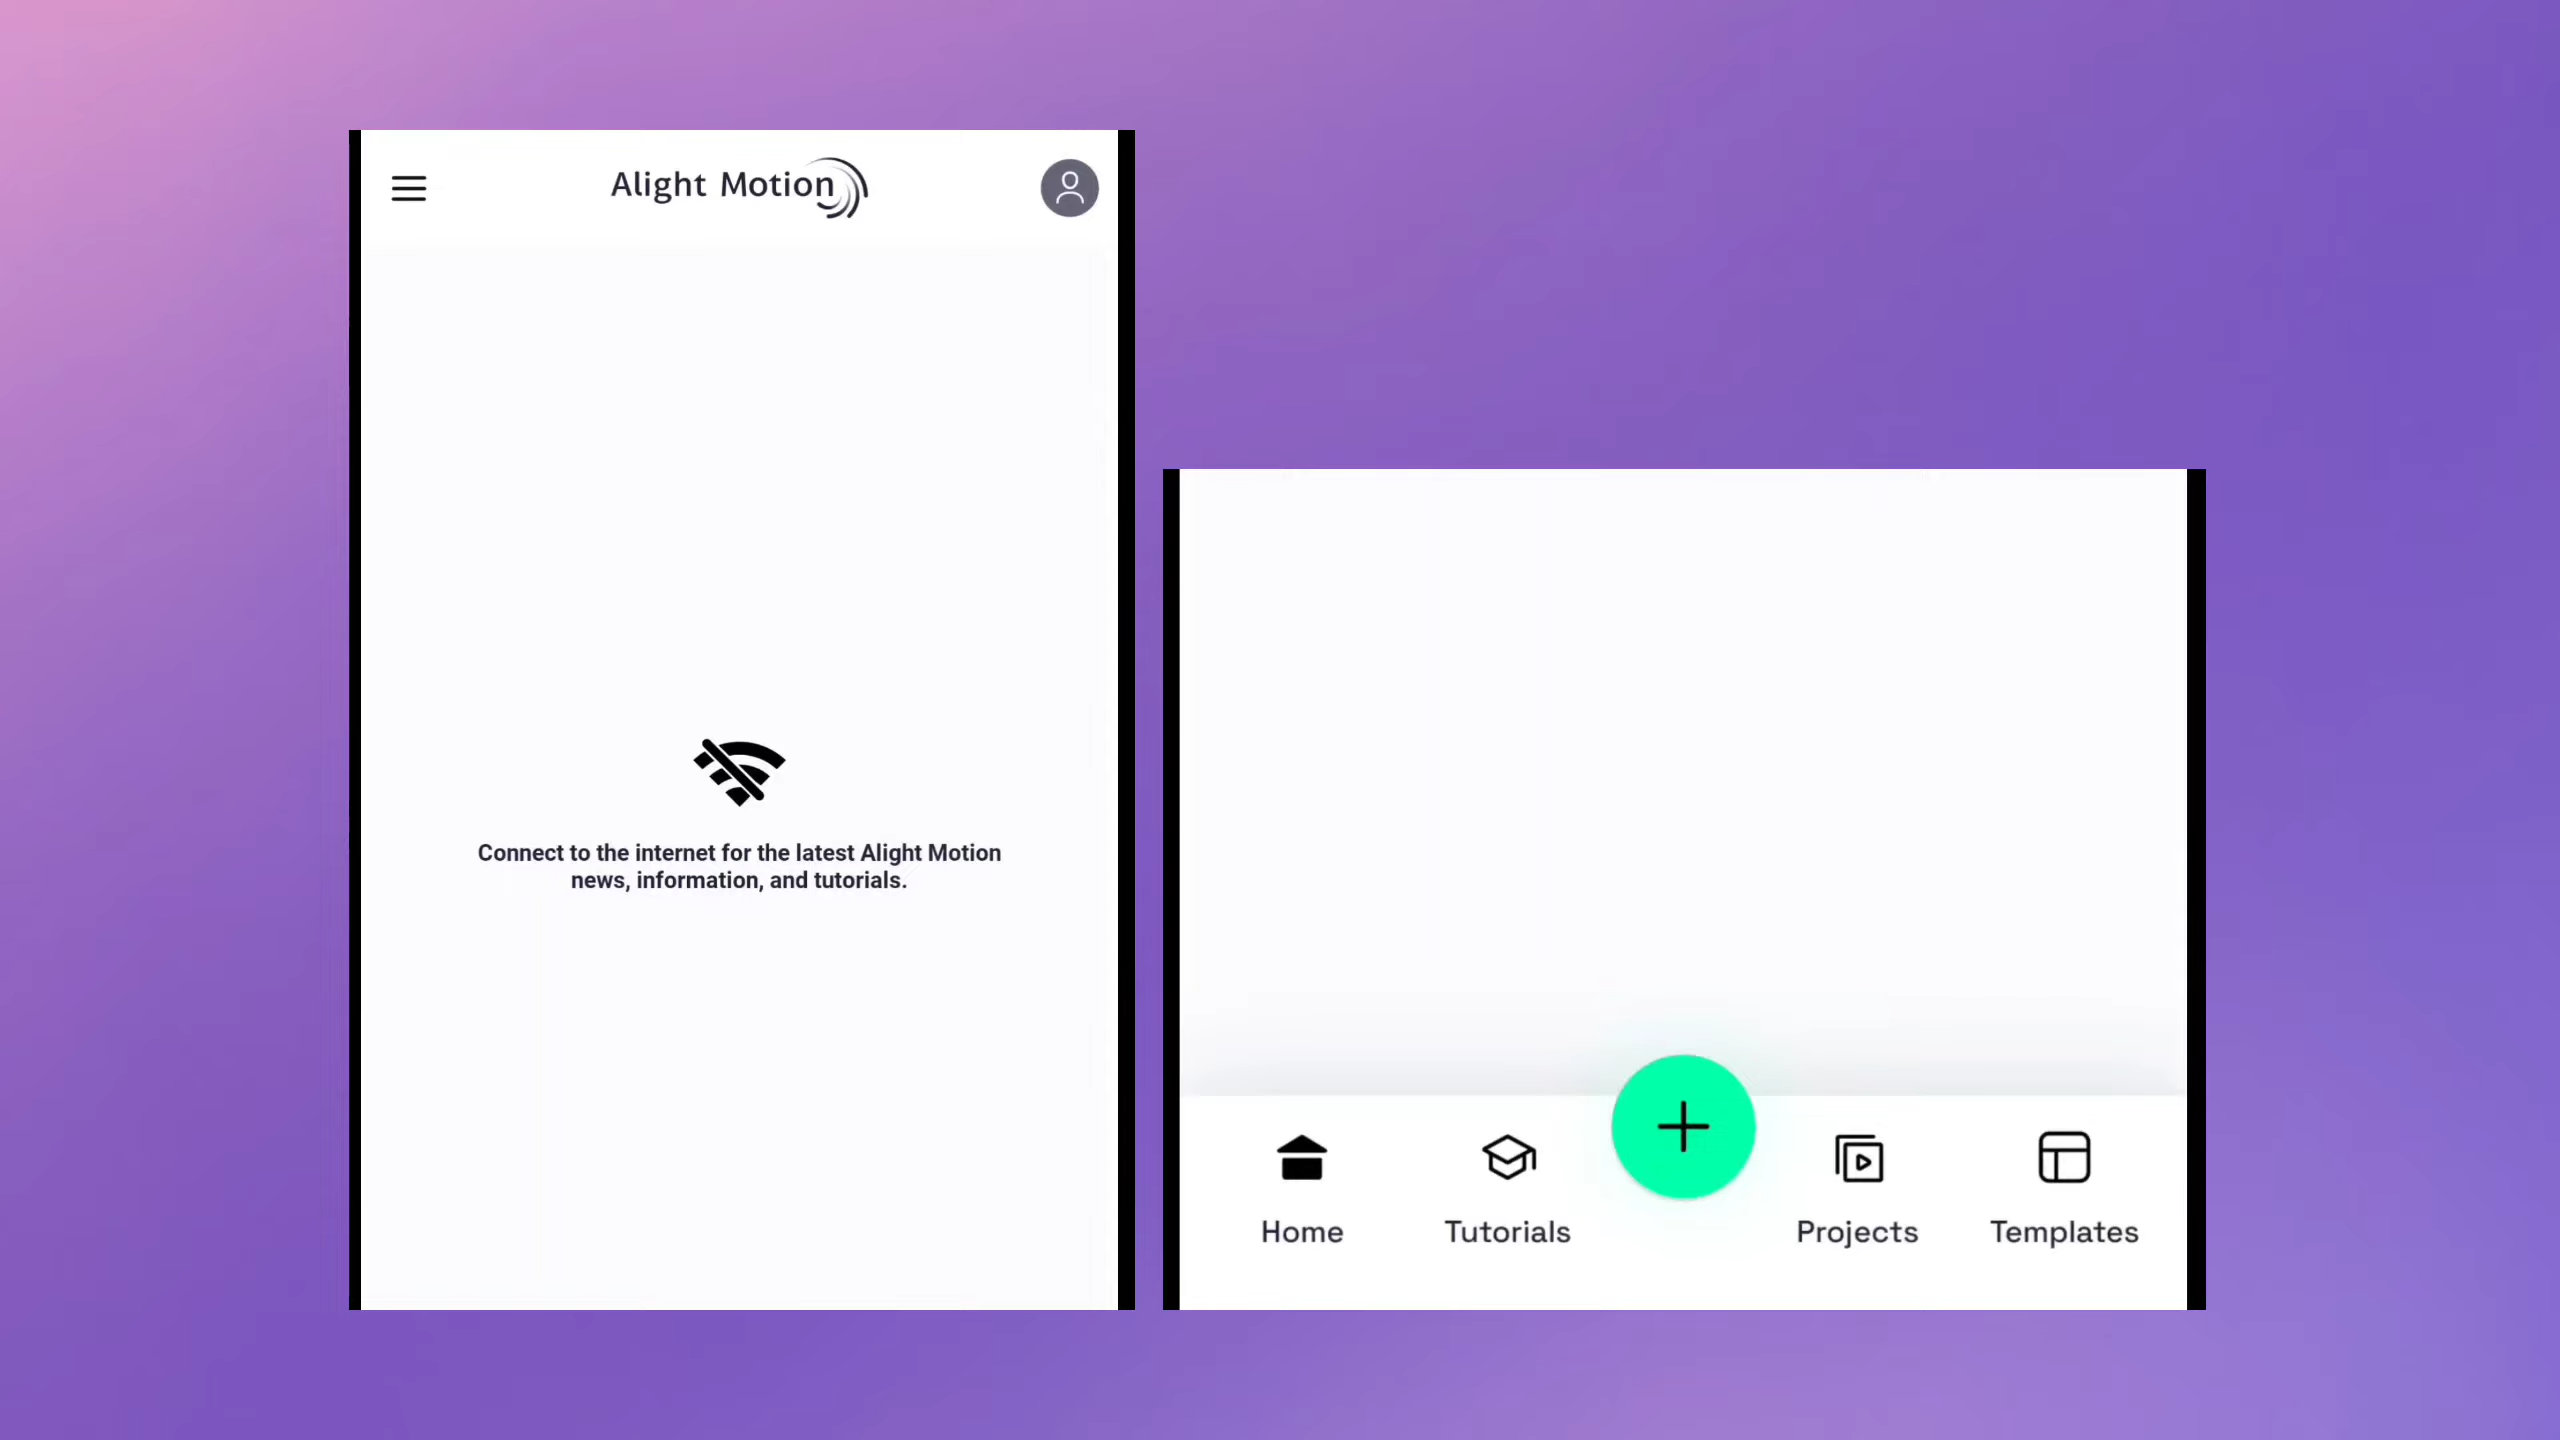 Alight Motion
Connect to the internet for the latest Alight Motion
news, information, and tutorials.
Home
Tutorials
Projects
Templates